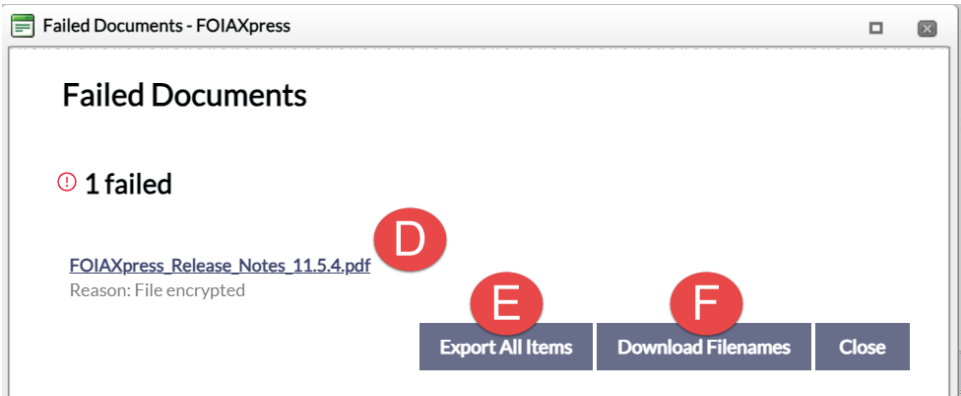 Failed Documents - FOIAXpress
Failed Documents
1 failed
D
FOIAXpress_Release_Notes_11.5.4.pdf
Reason: File encrypted
E
F
Export All Items
Download Filenames
Close